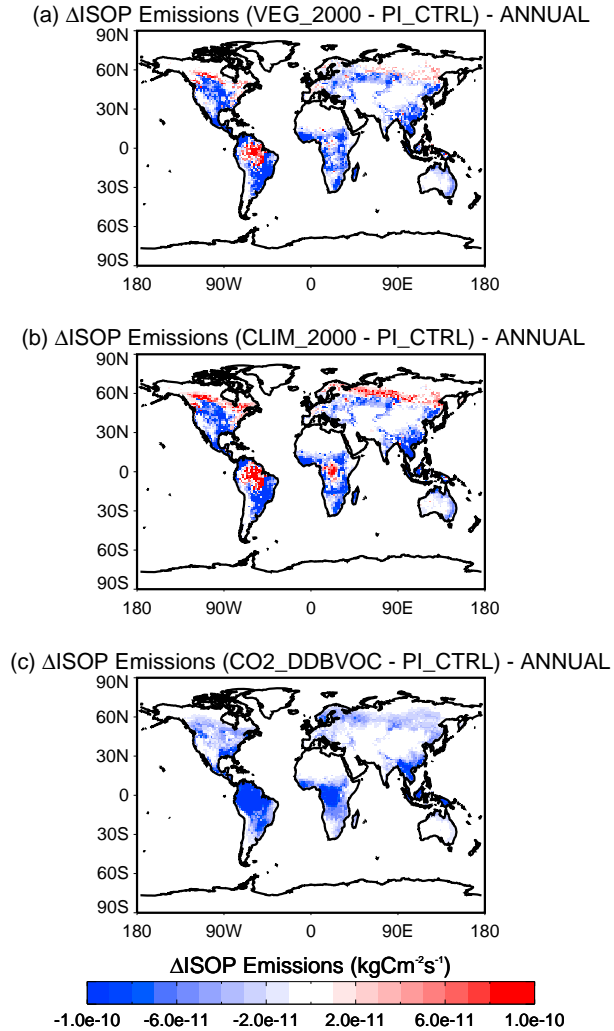 (a) ΔISOP Emissions (VEG_2000 - PI_CTRL) - ANNUAL
90N
60N
30N
0
30S
60S
90S
180 90W 0 90E 180
(b) ΔISOP Emissions (CLIM_2000 - PI_CTRL) - ANNUAL
90N
60N
30N
0
30S
60S
90S
180 90W 0 90E 180
(c) ΔISOP Emissions (CO2_DDBVOC - PI_CTRL) - ANNUAL
90N
60N
30N
0
30S
60S
90S
180 90W 0 90E 180
ΔISOP Emissions (kgCm⁻²s⁻¹)
-1.0e-10 -6.0e-11 -2.0e-11 2.0e-11 6.0e-11 1.0e-10